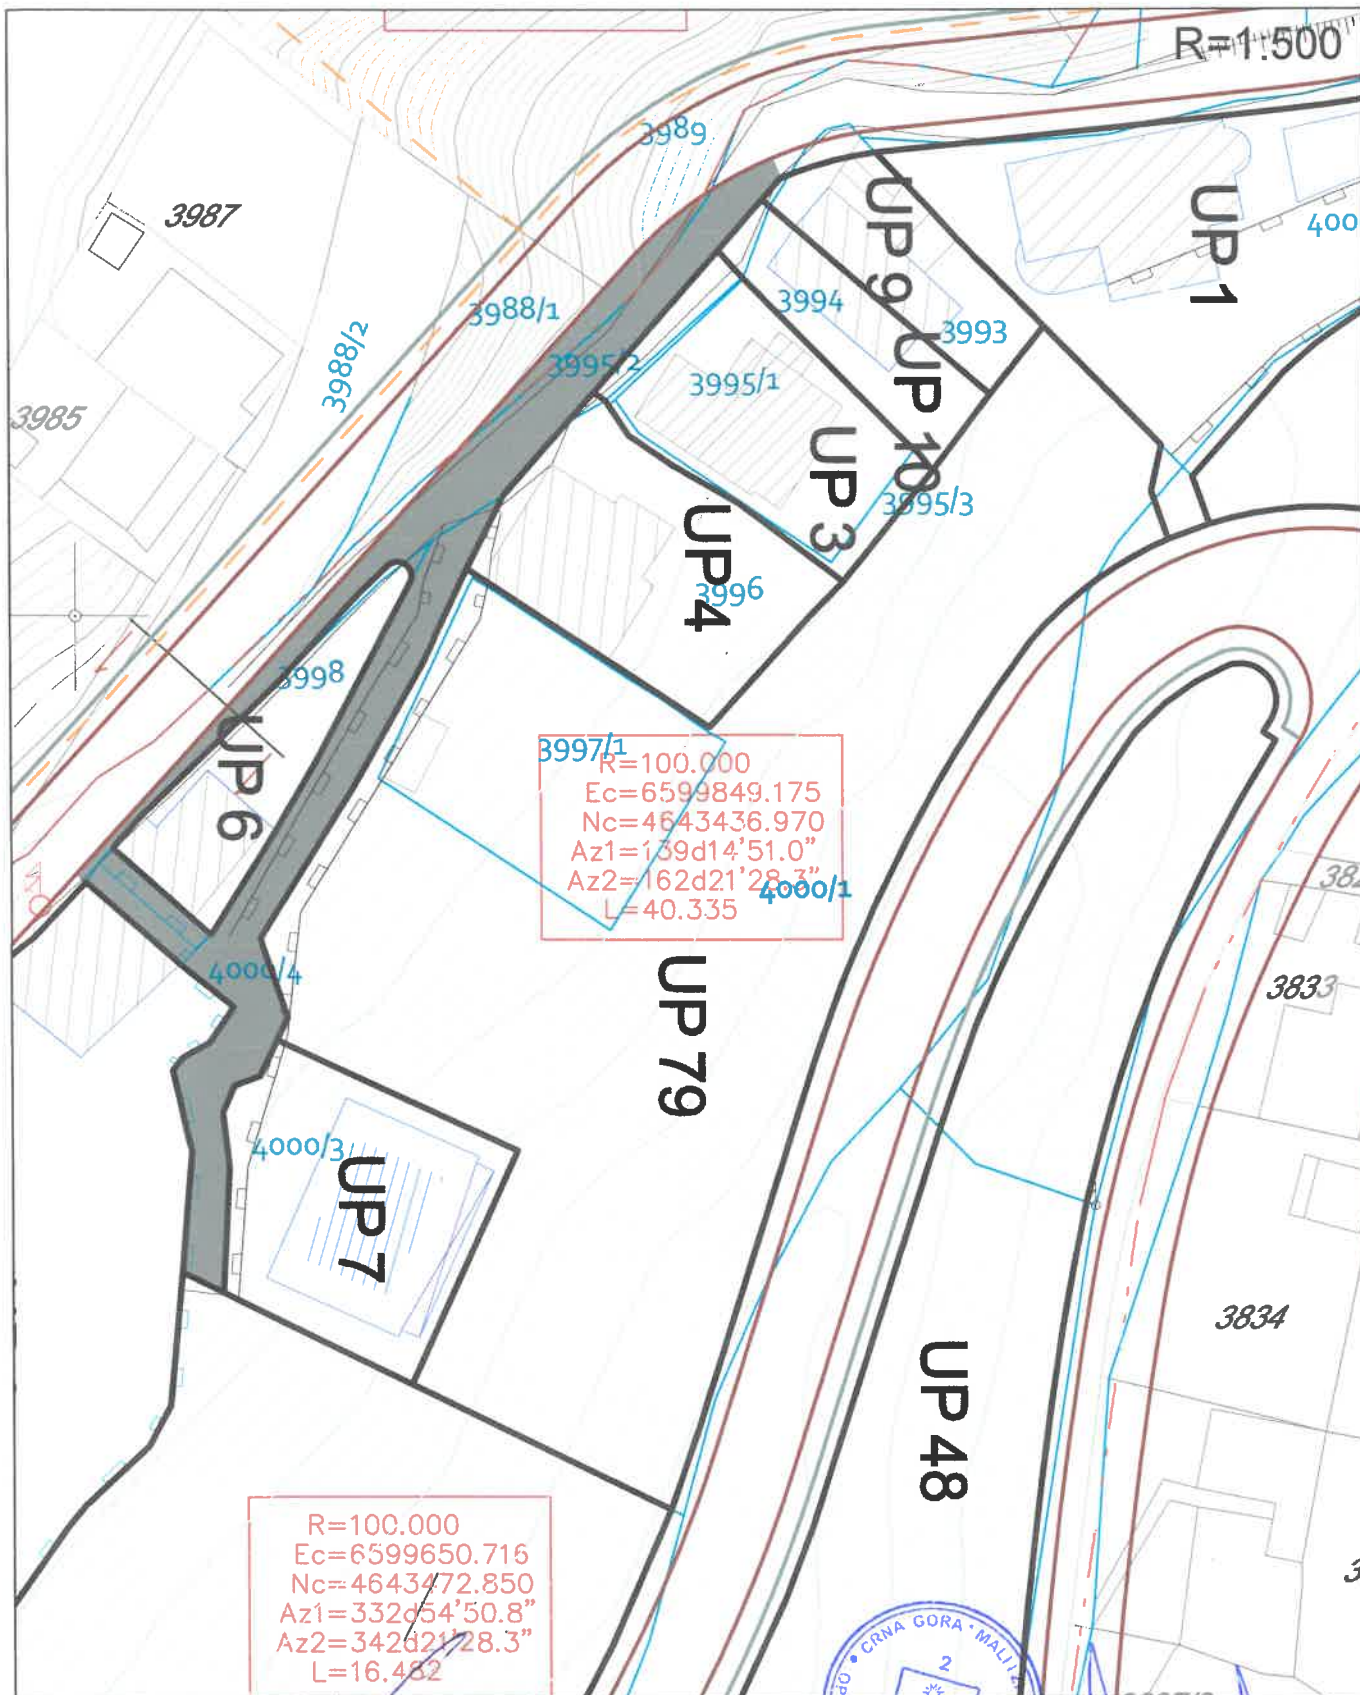 R=1:500
3989
3987
UP 9
UP 1
400
3988/1
3994
3993
3988/2
3995/2
3995/1
UP 10
3985
UP 3
3995/3
UP 4
3996
3998
UP 6
3997/1
R=100.000
Ec=6599849.175
Nc=4643436.970
Az1=139d14'51.0"
Az2=162d21'28.3"
4000/1
L=40.335
382
4000/4
3833
UP 79
4000/3
UP 7
3834
UP 48
R=100.000
Ec=6599650.716
Nc=4643472.850
Az1=332d54'50.8"
Az2=342d21'28.3"
L=16.482
CRNA GORA • MALI I
2